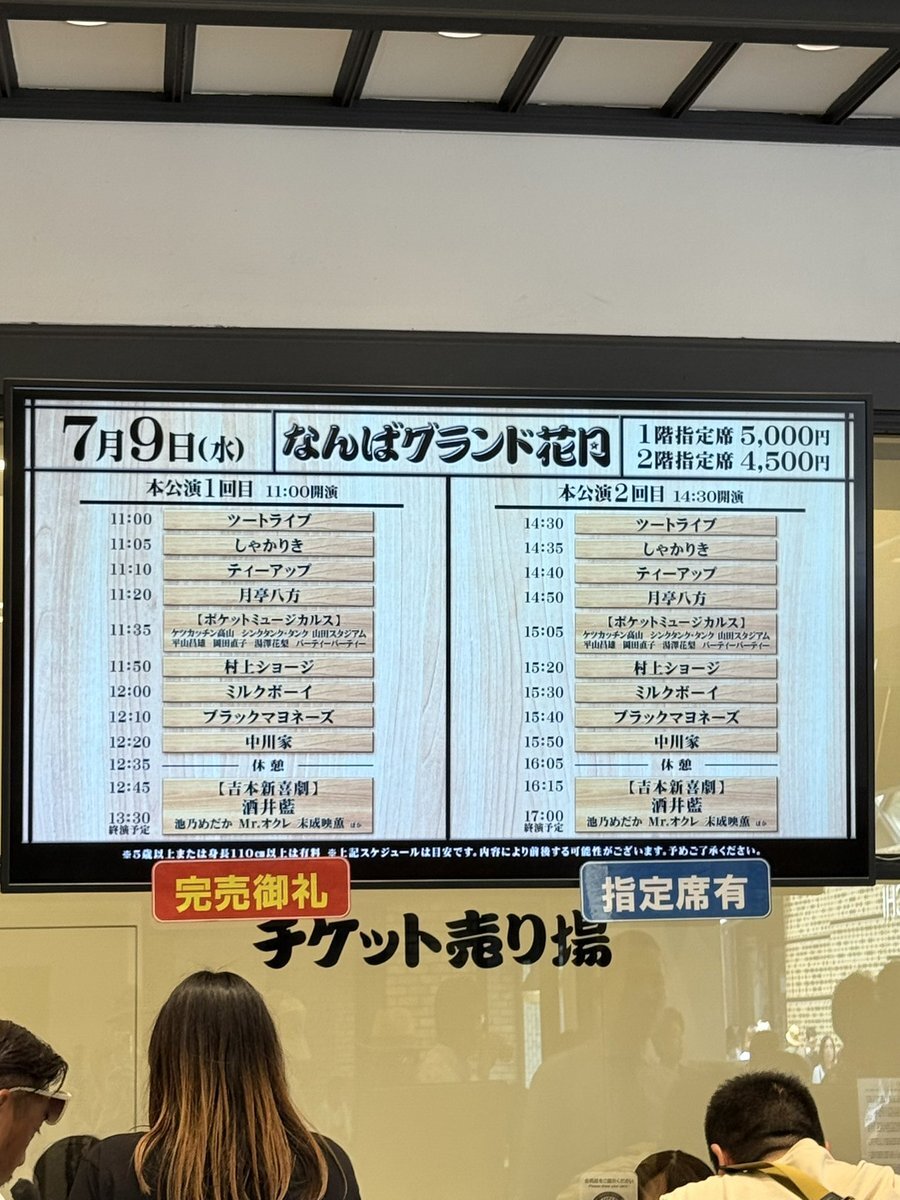 7月9日(水)
なんばグランド花月
1階指定席 5,000円
2階指定席 4,500円
本公演1回目 11:00開演
11:00 ツートライブ
11:05 しゃかりき
11:10 ティーアップ
11:20 月亭八方
11:35 【ポケットミュージカルス】
ケツカッチン高山 シンクタンク・タンク 山田スタジアム
平山昌雄 岡田直子 湯澤花梨 パーティーパーティー
11:50 村上ショージ
12:00 ミルクボーイ
12:10 ブラックマヨネーズ
12:20 中川家
12:35 休憩
12:45 【吉本新喜劇】
酒井藍
池乃めだか Mr.オクレ 末成映薫 ほか
13:30
終演予定
本公演2回目 14:30開演
14:30 ツートライブ
14:35 しゃかりき
14:40 ティーアップ
14:50 月亭八方
15:05 【ポケットミュージカルス】
ケツカッチン高山 シンクタンク・タンク 山田スタジアム
平山昌雄 岡田直子 湯澤花梨 パーティーパーティー
15:20 村上ショージ
15:30 ミルクボーイ
15:40 ブラックマヨネーズ
15:50 中川家
16:05 休憩
16:15 【吉本新喜劇】
酒井藍
池乃めだか Mr.オクレ 末成映薫 ほか
17:00
終演予定
※5歳以上または身長110cm以上は有料 ※上記スケジュールは目安です。内容により前後する可能性がございます。予めご了承ください。
完売御礼
指定席有
チケット売り場